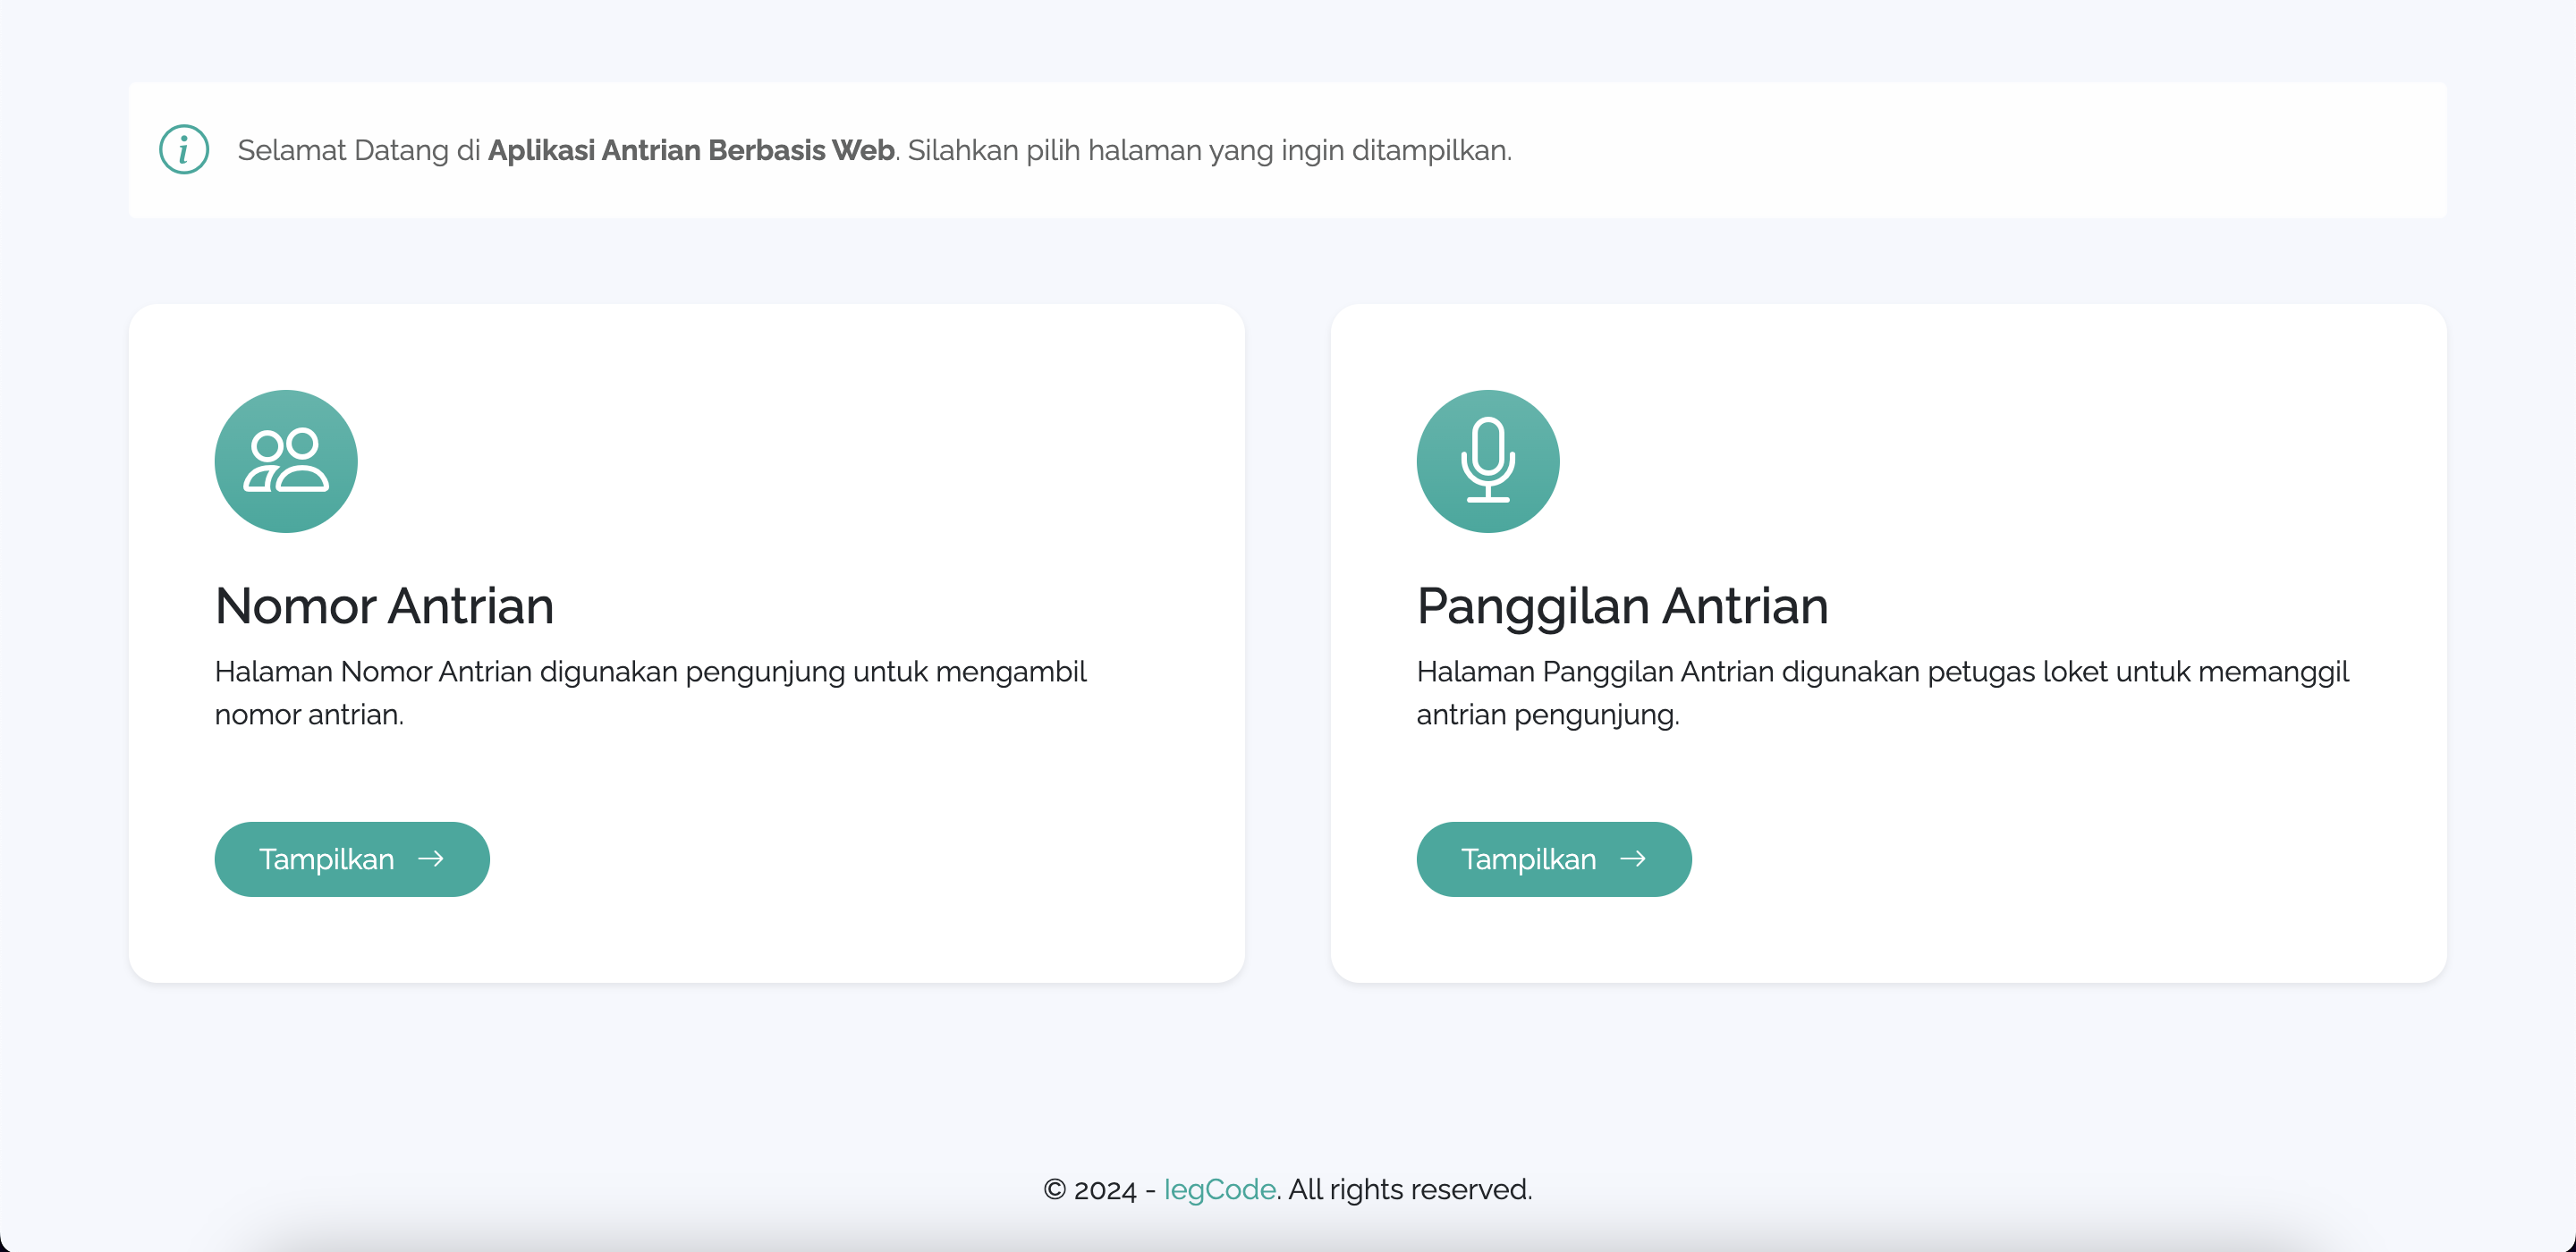 Selamat Datang di Aplikasi Antrian Berbasis Web. Silahkan pilih halaman yang ingin ditampilkan.
Nomor Antrian
Halaman Nomor Antrian digunakan pengunjung untuk mengambil
nomor antrian.
Tampilkan →
Panggilan Antrian
Halaman Panggilan Antrian digunakan petugas loket untuk memanggil
antrian pengunjung.
Tampilkan →
© 2024 - IegCode. All rights reserved.